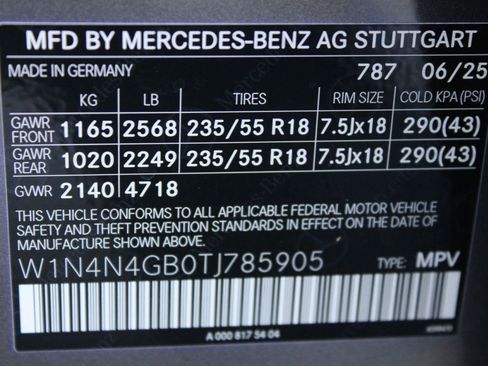 MFD BY MERCEDES-BENZ AG STUTTGART
MADE IN GERMANY 787 06/25
KG LB TIRES RIM SIZE COLD KPA(PSI)
GAWR FRONT 1165 2568 235/55 R18 7.5Jx18 290(43)
GAWR REAR 1020 2249 235/55 R18 7.5Jx18 290(43)
GVWR 2140 4718
THIS VEHICLE CONFORMS TO ALL APPLICABLE FEDERAL MOTOR VEHICLE
SAFETY AND THEFT PREVENTION STANDARDS IN EFFECT ON THE DATE OF
MANUFACTURE SHOWN ABOVE.
W1N4N4GB0TJ785905 TYPE: MPV
A 000 817 54 04